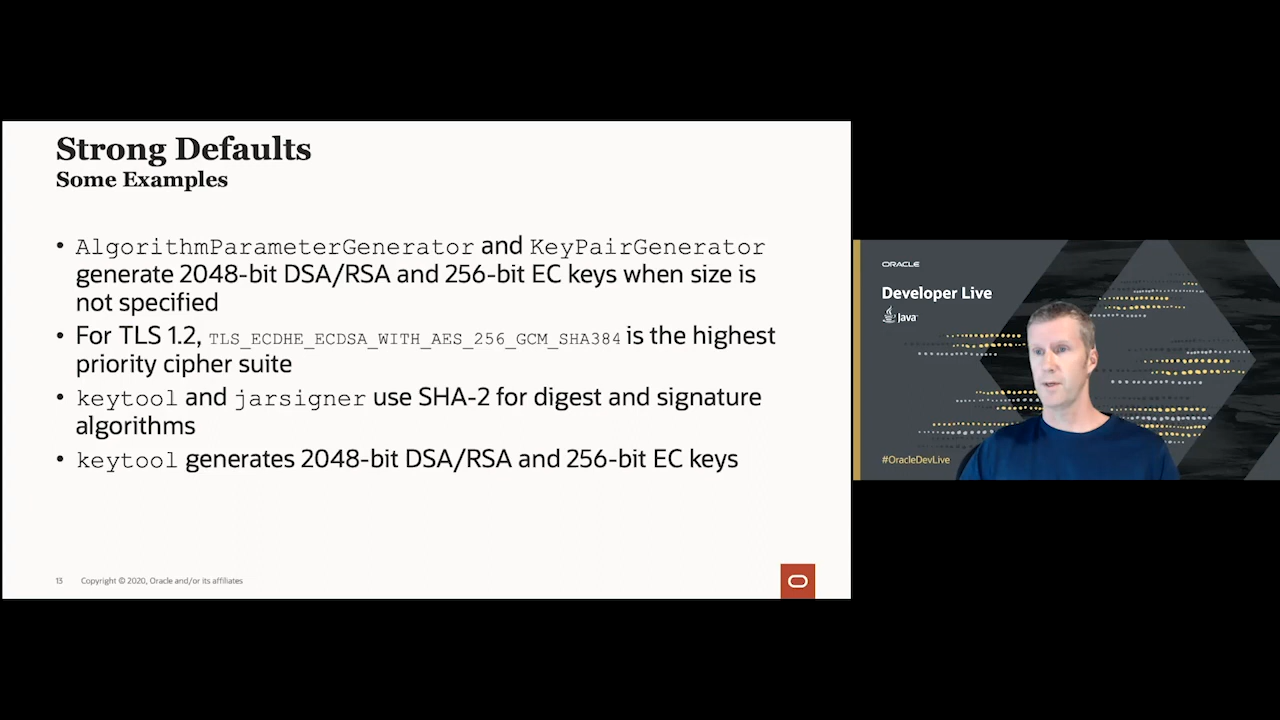 Strong Defaults
Some Examples
• AlgorithmParameterGenerator and KeyPairGenerator
generate 2048-bit DSA/RSA and 256-bit EC keys when size is
not specified
• For TLS 1.2, TLS_ECDHE_ECDSA_WITH_AES_256_GCM_SHA384 is the highest
priority cipher suite
• keytool and jarsigner use SHA-2 for digest and signature
algorithms
• keytool generates 2048-bit DSA/RSA and 256-bit EC keys
13 Copyright © 2020, Oracle and/or its affiliates
ORACLE
Developer Live
Java
#OracleDevLive